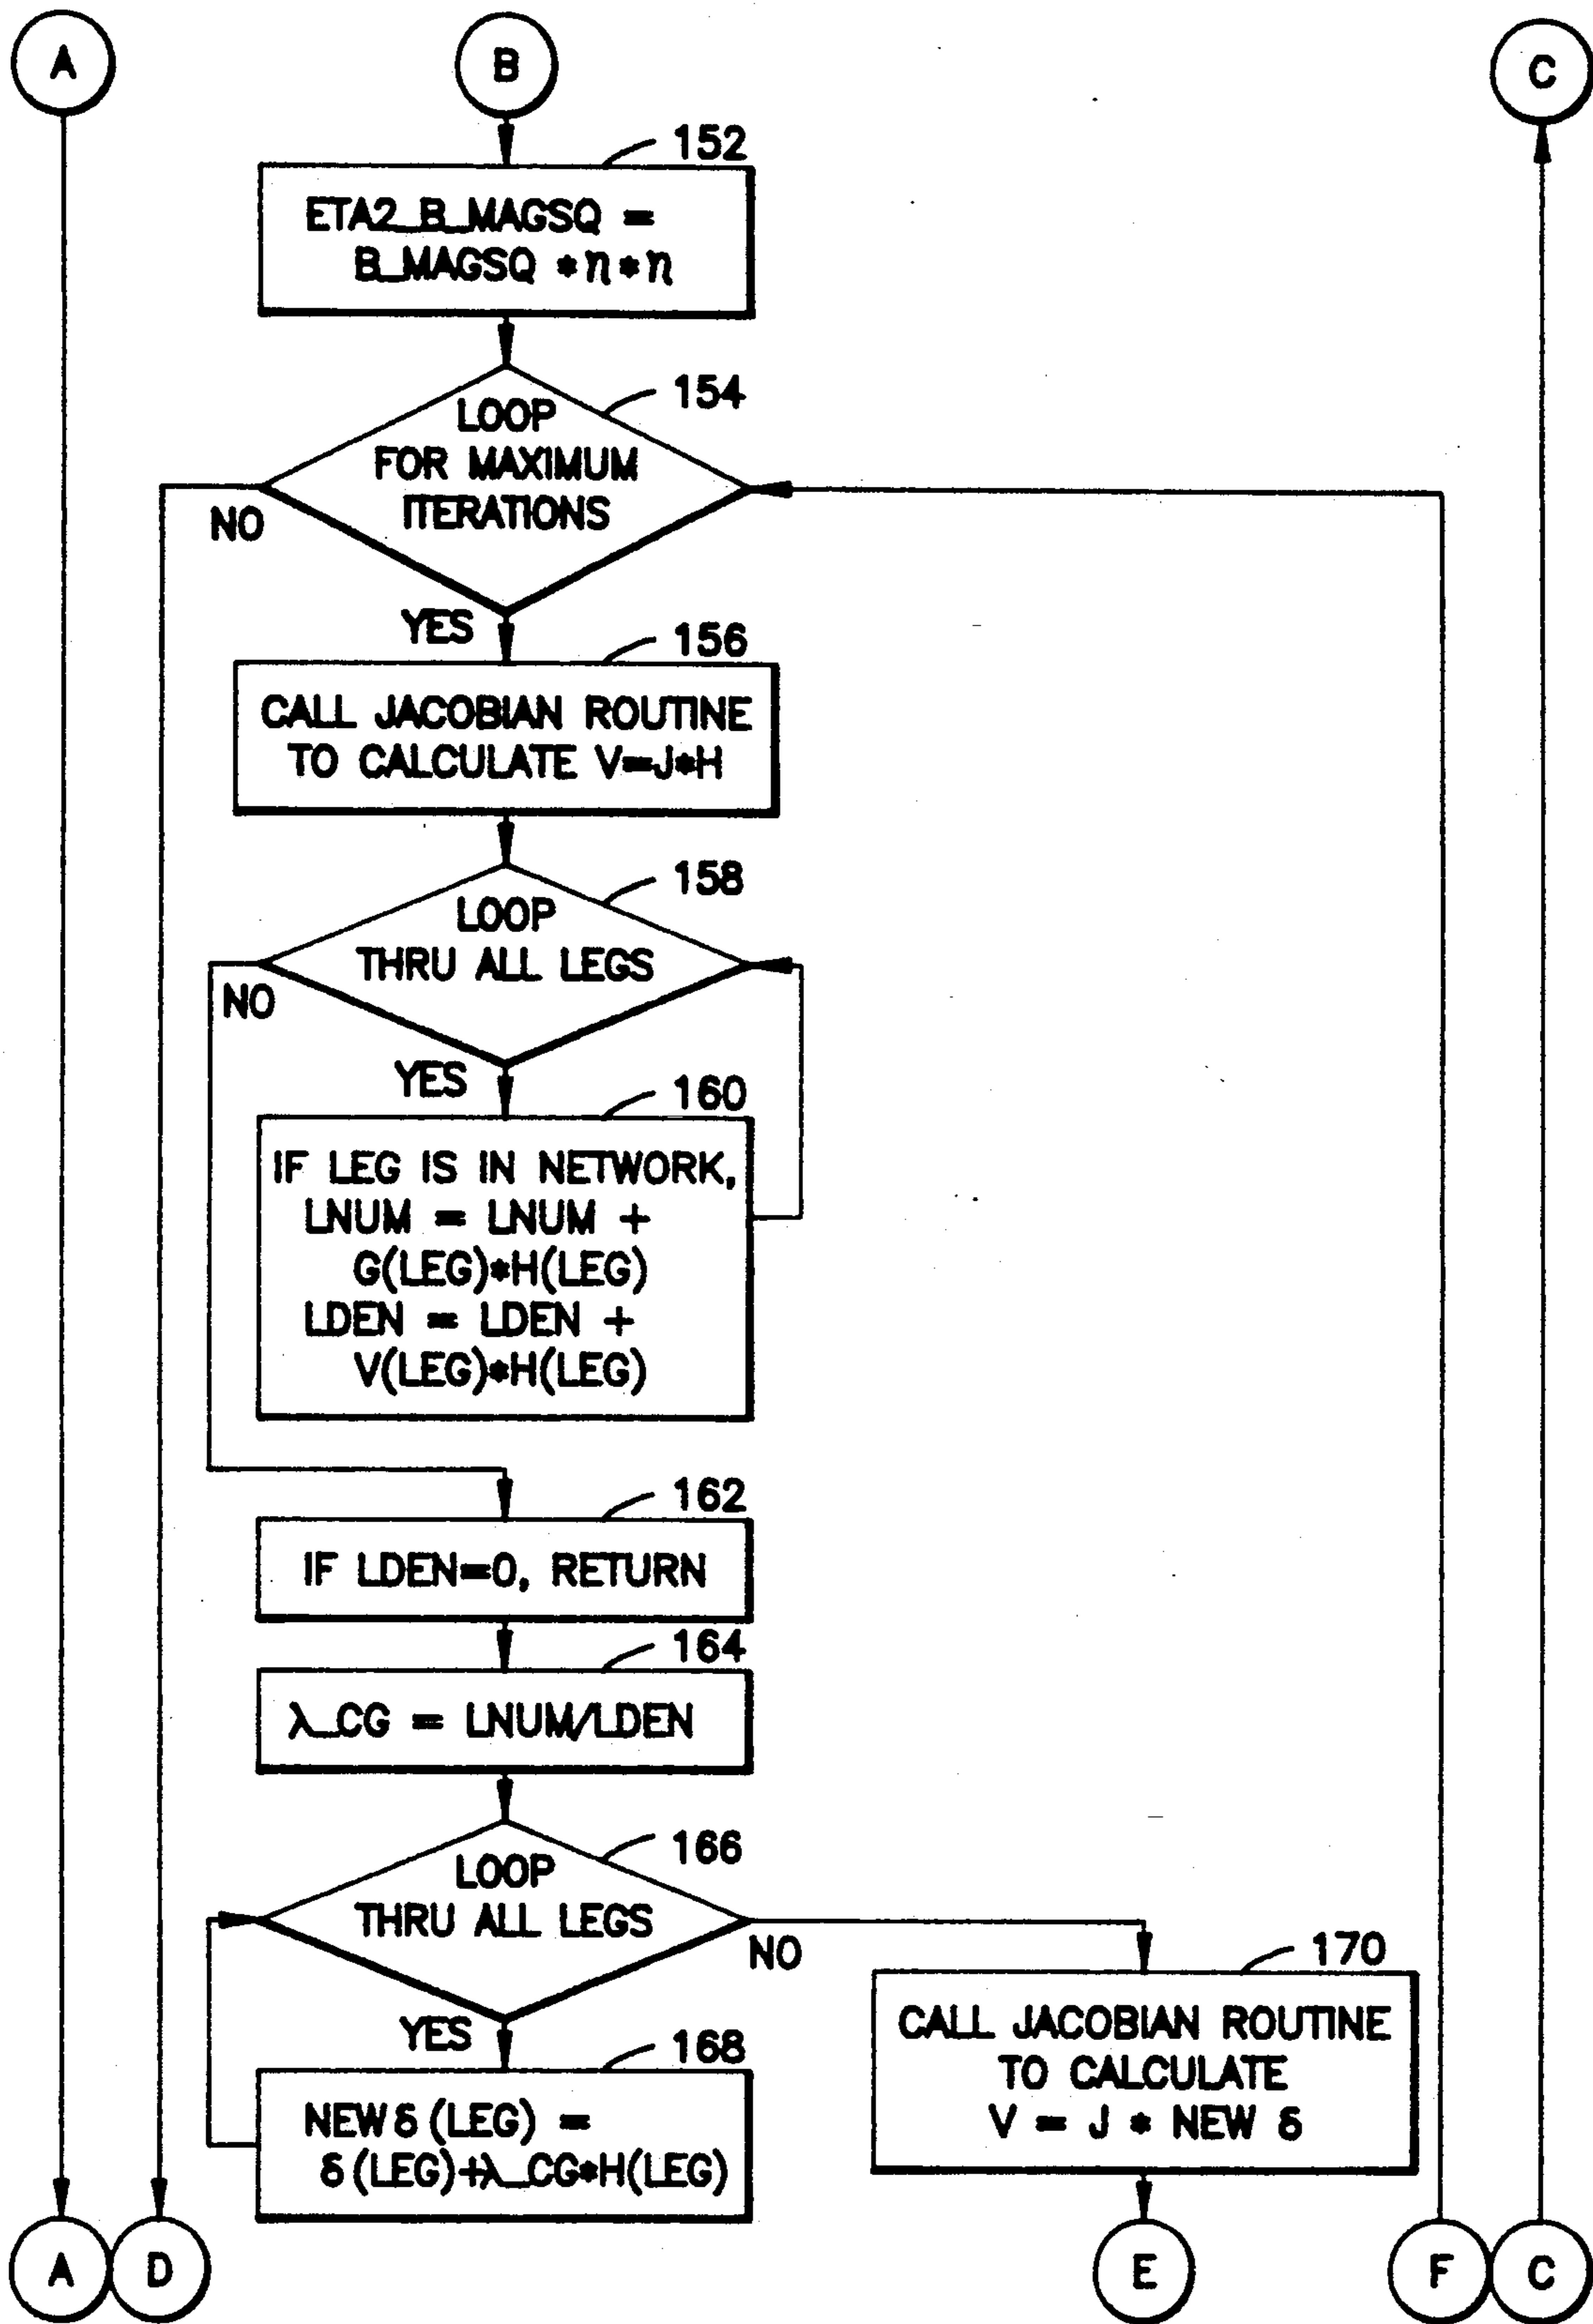 A
B
C
152
ETA2_B_MAGSQ =
B_MAGSQ *η*η
154
LOOP
FOR MAXIMUM
ITERATIONS
NO
YES
156
CALL JACOBIAN ROUTINE
TO CALCULATE V=J*H
158
LOOP
THRU ALL LEGS
NO
YES
160
IF LEG IS IN NETWORK,
LNUM = LNUM +
G(LEG)*H(LEG)
LDEN = LDEN +
V(LEG)*H(LEG)
162
IF LDEN=0, RETURN
164
λ_CG = LNUM/LDEN
166
LOOP
THRU ALL LEGS
NO
YES
168
NEW δ (LEG) =
δ (LEG)+λ_CG*H(LEG)
170
CALL JACOBIAN ROUTINE
TO CALCULATE
V = J * NEW δ
A
D
E
F
C